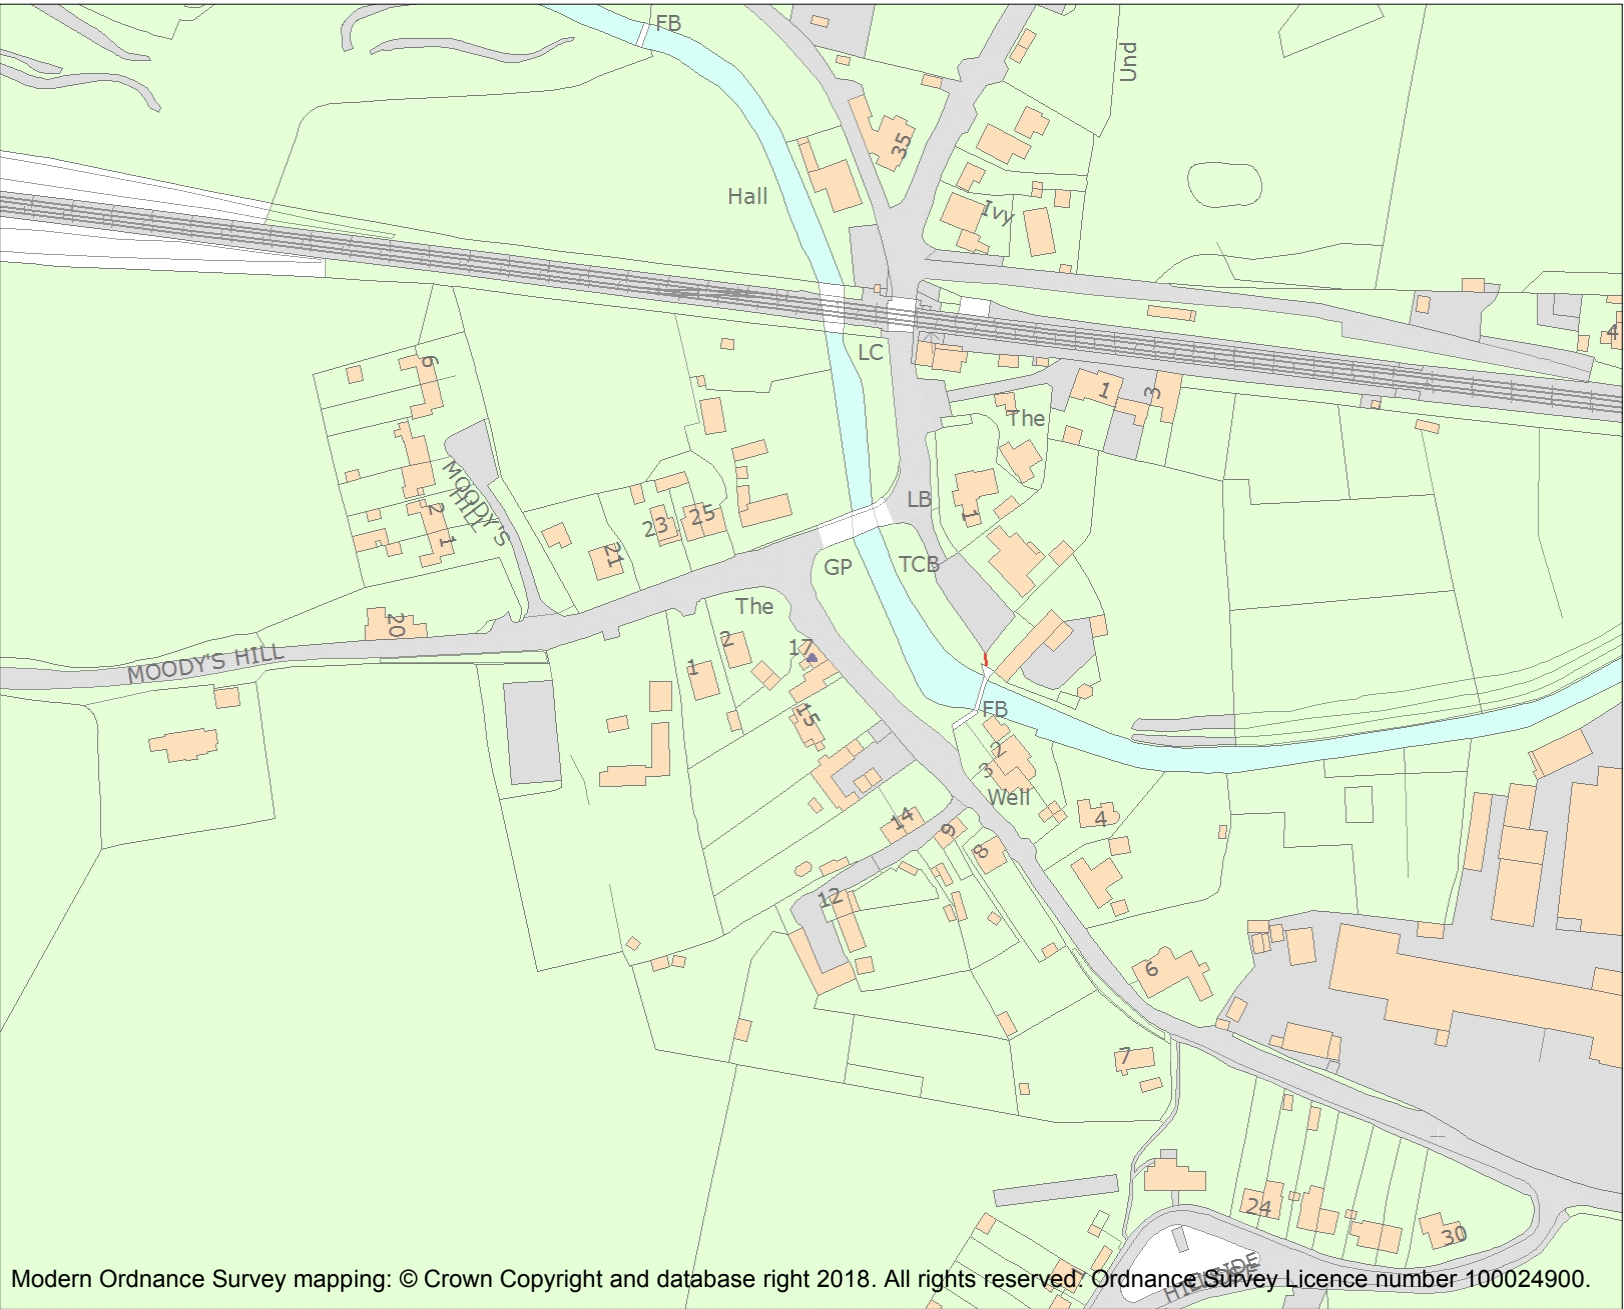 FB
Und
35
Hall
Ivy
LC
4
6
1
3
The
MOODY'S
HILL
2
1
23
25
21
LB
1
GP
TCB
The
20
MOODY'S HILL
2
17
1
FB
15
2
3
Well
14
9
4
8
12
6
7
24
30
HILLSIDE
Modern Ordnance Survey mapping: © Crown Copyright and database right 2018. All rights reserved. Ordnance Survey Licence number 100024900.